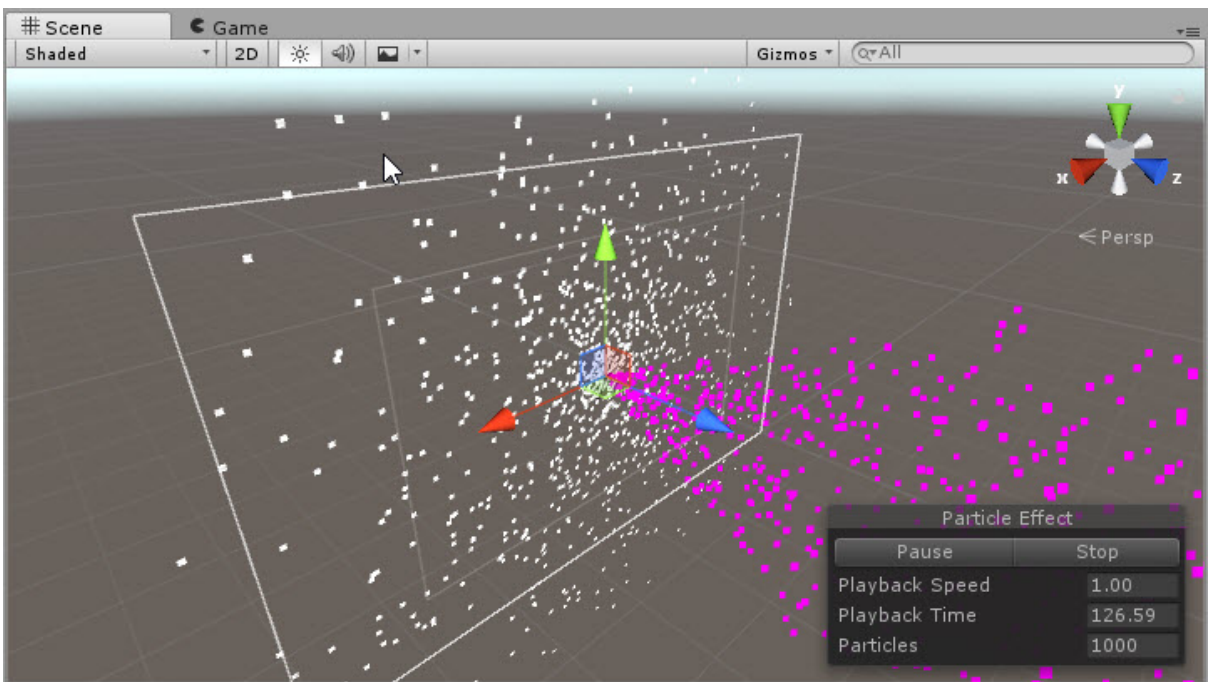 Scene Game
Shaded 2D Gizmos All
y
x z
Persp
Particle Effect
Pause Stop
Playback Speed 1.00
Playback Time 126.59
Particles 1000